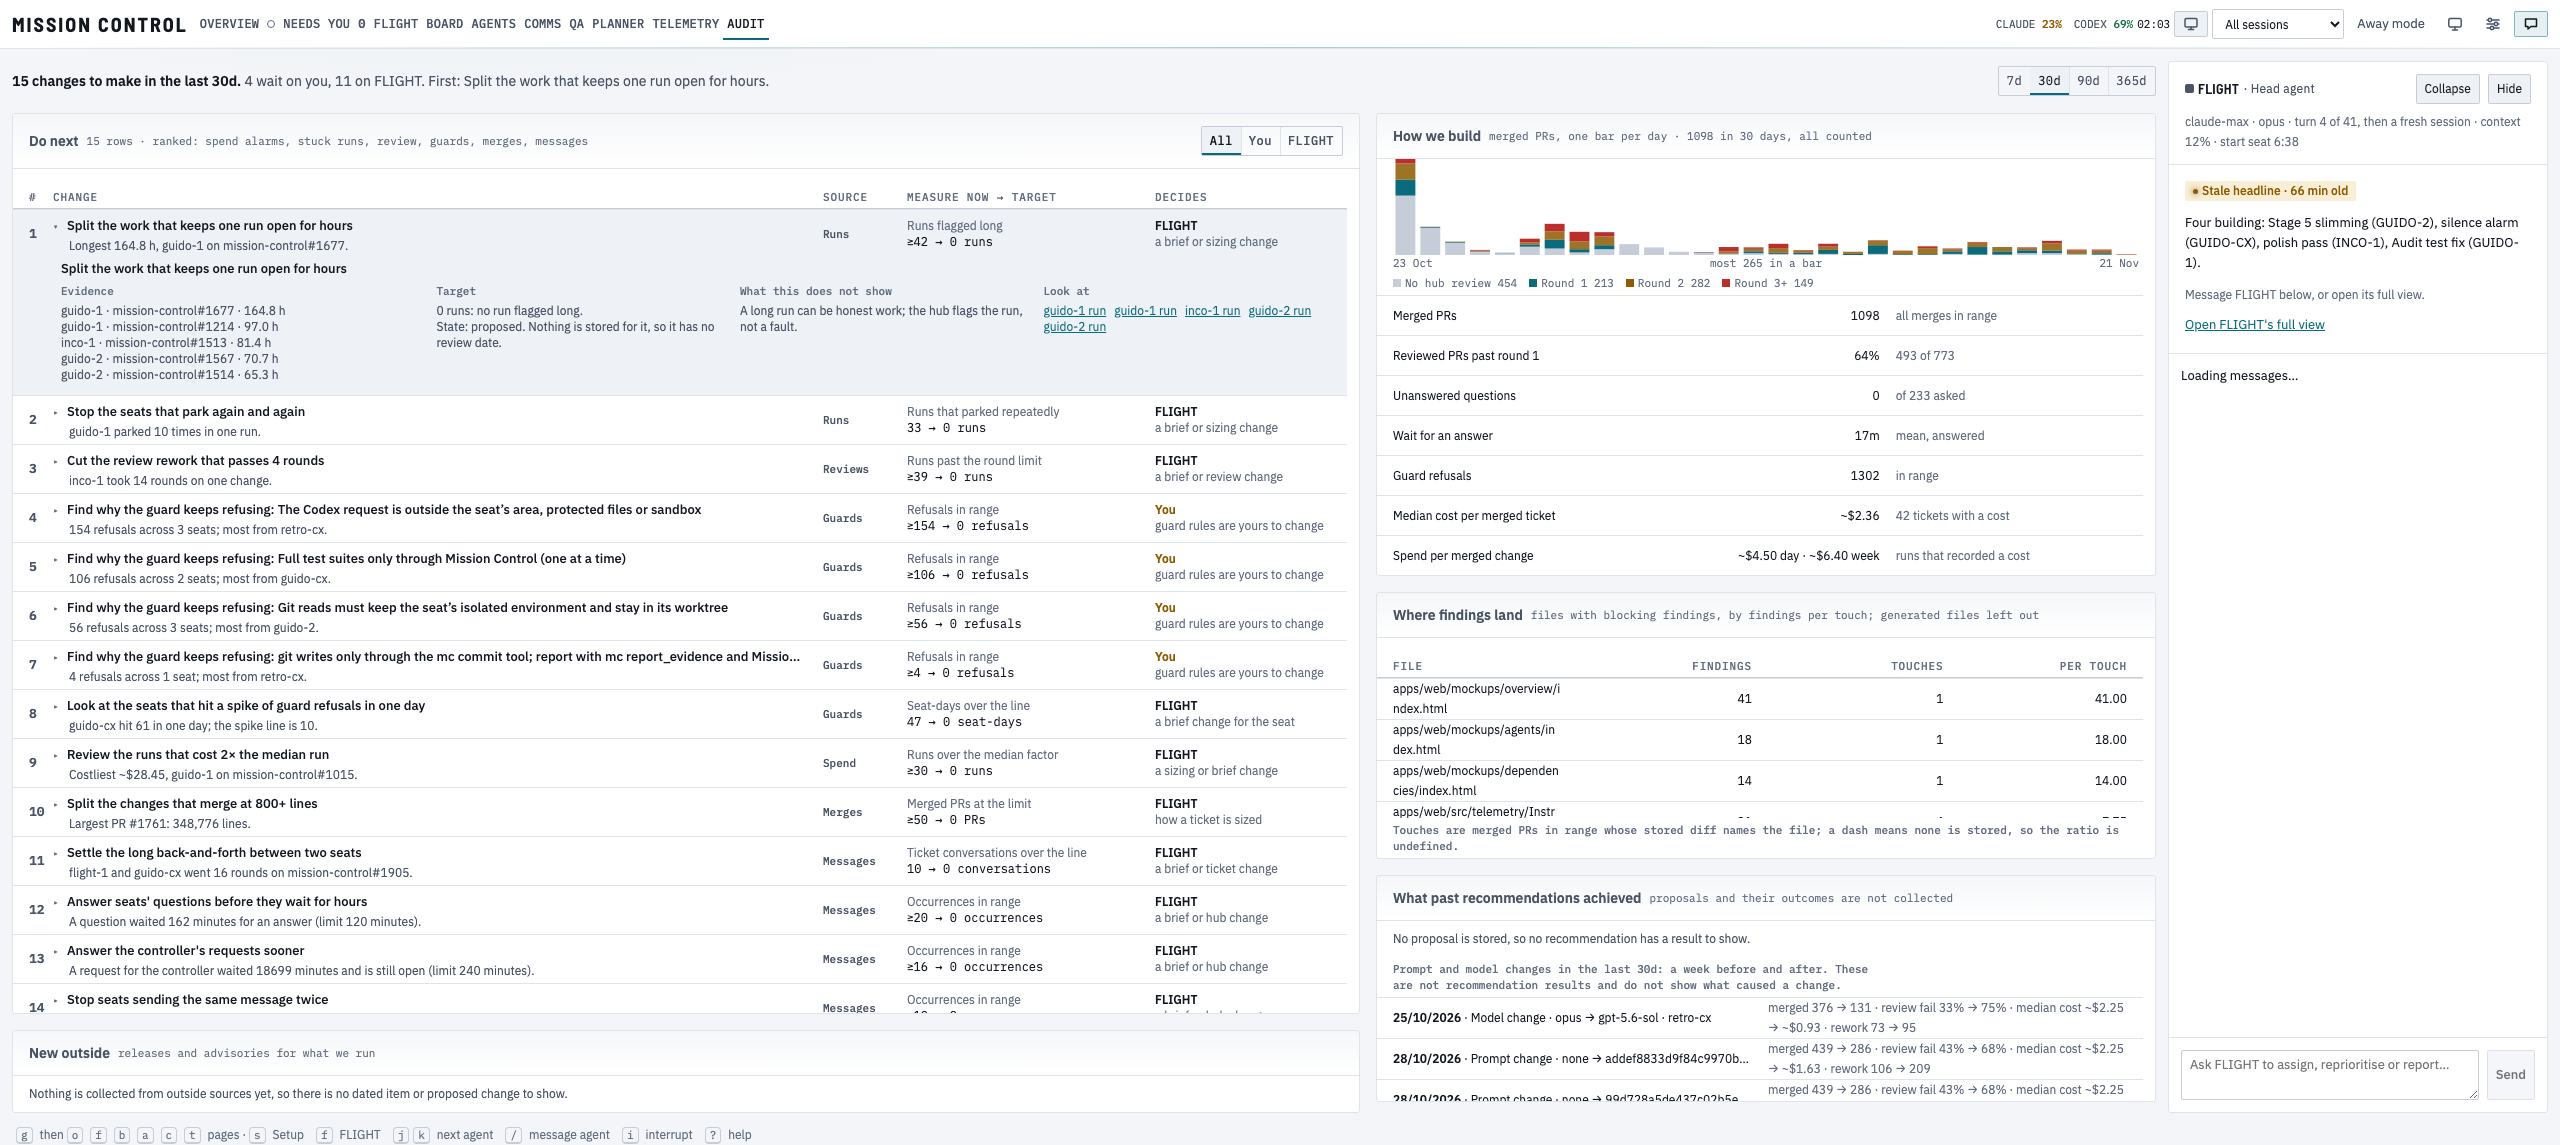 MISSION CONTROL OVERVIEW NEEDS YOU 0 FLIGHT BOARD AGENTS COMMS QA PLANNER TELEMETRY AUDIT
CLAUDE 23% CODEX 69% 02:03 All sessions Away mode
15 changes to make in the last 30d. 4 wait on you, 11 on FLIGHT. First: Split the work that keeps one run open for hours.
7d 30d 90d 365d
Do next 15 rows · ranked: spend alarms, stuck runs, review, guards, merges, messages
All You FLIGHT
# CHANGE SOURCE MEASURE NOW → TARGET DECIDES
1 Split the work that keeps one run open for hours
Longest 164.8 h, guido-1 on mission-control#1677.
Runs
Runs flagged long
≥42 → 0 runs
FLIGHT
a brief or sizing change
Split the work that keeps one run open for hours
Evidence
guido-1 · mission-control#1677 · 164.8 h
guido-1 · mission-control#1214 · 97.0 h
inco-1 · mission-control#1513 · 81.4 h
guido-2 · mission-control#1567 · 70.7 h
guido-2 · mission-control#1514 · 65.3 h
Target
0 runs: no run flagged long.
State: proposed. Nothing is stored for it, so it has no
review date.
What this does not show
A long run can be honest work; the hub flags the run,
not a fault.
Look at
guido-1 run guido-1 run inco-1 run guido-2 run
guido-2 run
2 Stop the seats that park again and again
guido-1 parked 10 times in one run.
Runs
Runs that parked repeatedly
33 → 0 runs
FLIGHT
a brief or sizing change
3 Cut the review rework that passes 4 rounds
inco-1 took 14 rounds on one change.
Reviews
Runs past the round limit
≥39 → 0 runs
FLIGHT
a brief or review change
4 Find why the guard keeps refusing: The Codex request is outside the seat’s area, protected files or sandbox
154 refusals across 3 seats; most from retro-cx.
Guards
Refusals in range
≥154 → 0 refusals
You
guard rules are yours to change
5 Find why the guard keeps refusing: Full test suites only through Mission Control (one at a time)
106 refusals across 2 seats; most from guido-cx.
Guards
Refusals in range
≥106 → 0 refusals
You
guard rules are yours to change
6 Find why the guard keeps refusing: Git reads must keep the seat’s isolated environment and stay in its worktree
56 refusals across 3 seats; most from guido-2.
Guards
Refusals in range
≥56 → 0 refusals
You
guard rules are yours to change
7 Find why the guard keeps refusing: git writes only through the mc commit tool; report with mc report_evidence and Missio...
4 refusals across 1 seat; most from retro-cx.
Guards
Refusals in range
≥4 → 0 refusals
You
guard rules are yours to change
8 Look at the seats that hit a spike of guard refusals in one day
guido-cx hit 61 in one day; the spike line is 10.
Guards
Seat-days over the line
47 → 0 seat-days
FLIGHT
a brief change for the seat
9 Review the runs that cost 2× the median run
Costliest ~$28.45, guido-1 on mission-control#1015.
Spend
Runs over the median factor
≥30 → 0 runs
FLIGHT
a sizing or brief change
10 Split the changes that merge at 800+ lines
Largest PR #1761: 348,776 lines.
Merges
Merged PRs at the limit
≥50 → 0 PRs
FLIGHT
how a ticket is sized
11 Settle the long back-and-forth between two seats
flight-1 and guido-cx went 16 rounds on mission-control#1905.
Messages
Ticket conversations over the line
10 → 0 conversations
FLIGHT
a brief or ticket change
12 Answer seats' questions before they wait for hours
A question waited 162 minutes for an answer (limit 120 minutes).
Messages
Occurrences in range
≥20 → 0 occurrences
FLIGHT
a brief or hub change
13 Answer the controller's requests sooner
A request for the controller waited 18699 minutes and is still open (limit 240 minutes).
Messages
Occurrences in range
≥16 → 0 occurrences
FLIGHT
a brief or hub change
14 Stop seats sending the same message twice
Messages
Occurrences in range
FLIGHT
New outside releases and advisories for what we run
Nothing is collected from outside sources yet, so there is no dated item or proposed change to show.
How we build merged PRs, one bar per day · 1098 in 30 days, all counted
23 Oct most 265 in a bar 21 Nov
No hub review 454 Round 1 213 Round 2 282 Round 3+ 149
Merged PRs 1098 all merges in range
Reviewed PRs past round 1 64% 493 of 773
Unanswered questions 0 of 233 asked
Wait for an answer 17m mean, answered
Guard refusals 1302 in range
Median cost per merged ticket ~$2.36 42 tickets with a cost
Spend per merged change ~$4.50 day · ~$6.40 week runs that recorded a cost
Where findings land files with blocking findings, by findings per touch; generated files left out
FILE FINDINGS TOUCHES PER TOUCH
apps/web/mockups/overview/i
ndex.html
41 1 41.00
apps/web/mockups/agents/in
dex.html
18 1 18.00
apps/web/mockups/dependen
cies/index.html
14 1 14.00
apps/web/src/telemetry/Instr
Touches are merged PRs in range whose stored diff names the file; a dash means none is stored, so the ratio is
undefined.
What past recommendations achieved proposals and their outcomes are not collected
No proposal is stored, so no recommendation has a result to show.
Prompt and model changes in the last 30d: a week before and after. These
are not recommendation results and do not show what caused a change.
25/10/2026 · Model change · opus → gpt-5.6-sol · retro-cx
merged 376 → 131 · review fail 33% → 75% · median cost ~$2.25
→ ~$0.93 · rework 73 → 95
28/10/2026 · Prompt change · none → addef8833d9f84c9970b...
merged 439 → 286 · review fail 43% → 68% · median cost ~$2.25
→ ~$1.63 · rework 106 → 209
28/10/2026 · Prompt change · none → 99d728a5de437c02b5e
merged 439 → 286 · review fail 43% → 68% · median cost ~$2.25
FLIGHT · Head agent Collapse Hide
claude-max · opus · turn 4 of 41, then a fresh session · context
12% · start seat 6:38
Stale headline · 66 min old
Four building: Stage 5 slimming (GUIDO-2), silence alarm
(GUIDO-CX), polish pass (INCO-1), Audit test fix (GUIDO-
1).
Message FLIGHT below, or open its full view.
Open FLIGHT's full view
Loading messages...
Ask FLIGHT to assign, reprioritise or report... Send
g then o f b a c t pages · s Setup f FLIGHT j k next agent / message agent i interrupt ? help